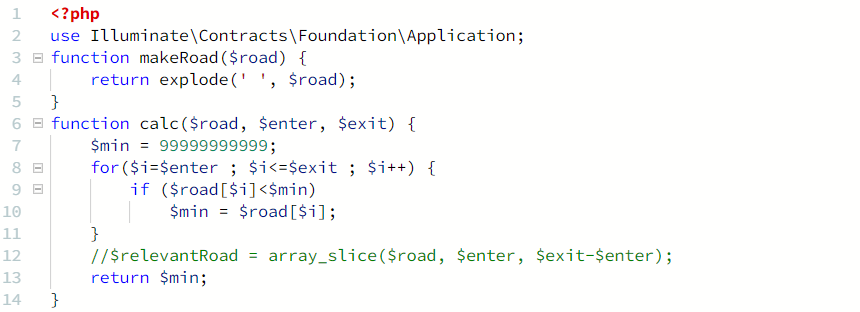 1 <?php
2 use Illuminate\Contracts\Foundation\Application;
3 function makeRoad($road) {
4     return explode(' ', $road);
5 }
6 function calc($road, $enter, $exit) {
7     $min = 99999999999;
8     for($i=$enter ; $i<=$exit ; $i++) {
9         if ($road[$i]<$min)
10             $min = $road[$i];
11     }
12     //$relevantRoad = array_slice($road, $enter, $exit-$enter);
13     return $min;
14 }